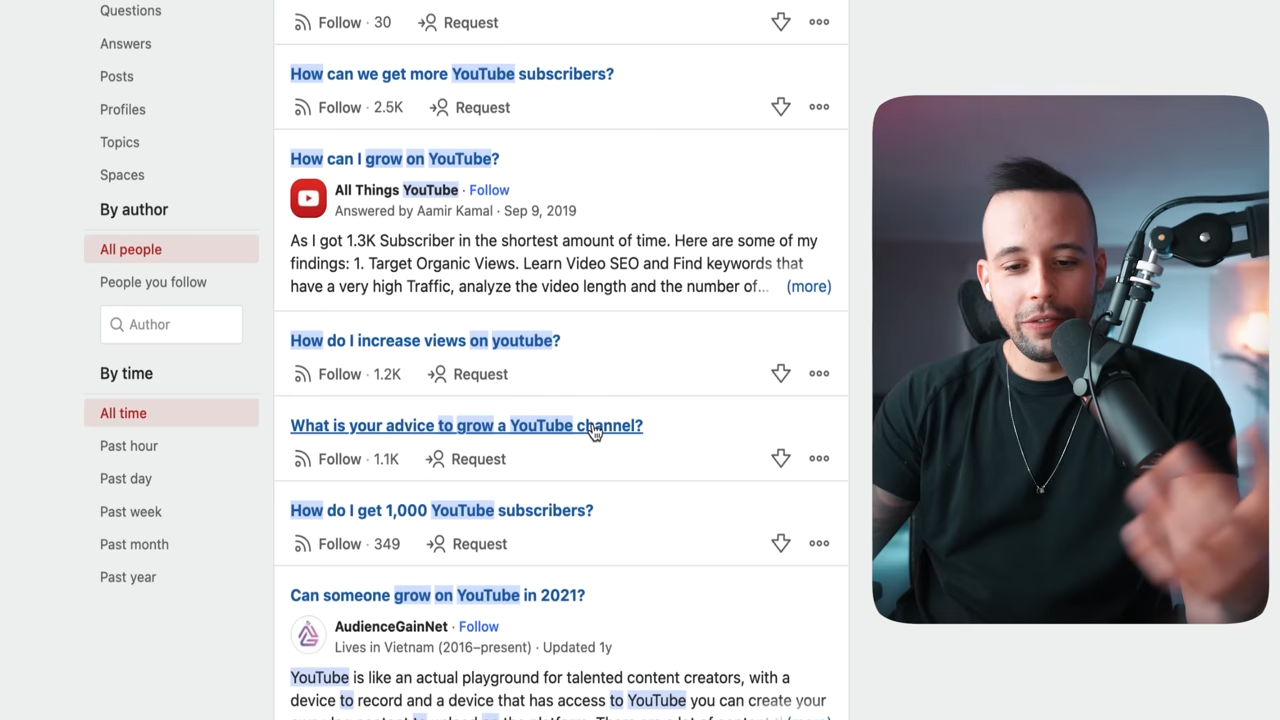 Questions
Answers
Posts
Profiles
Topics
Spaces
By author
All people
People you follow
Author
By time
All time
Past hour
Past day
Past week
Past month
Past year
Follow · 30
Request
How can we get more YouTube subscribers?
Follow · 2.5K
Request
How can I grow on YouTube?
All Things YouTube · Follow
Answered by Aamir Kamal · Sep 9, 2019
As I got 1.3K Subscriber in the shortest amount of time. Here are some of my
findings: 1. Target Organic Views. Learn Video SEO and Find keywords that
have a very high Traffic, analyze the video length and the number of... (more)
How do I increase views on youtube?
Follow · 1.2K
Request
What is your advice to grow a YouTube channel?
Follow · 1.1K
Request
How do I get 1,000 YouTube subscribers?
Follow · 349
Request
Can someone grow on YouTube in 2021?
AudienceGainNet · Follow
Lives in Vietnam (2016–present) · Updated 1y
YouTube is like an actual playground for talented content creators, with a
device to record and a device that has access to YouTube you can create your